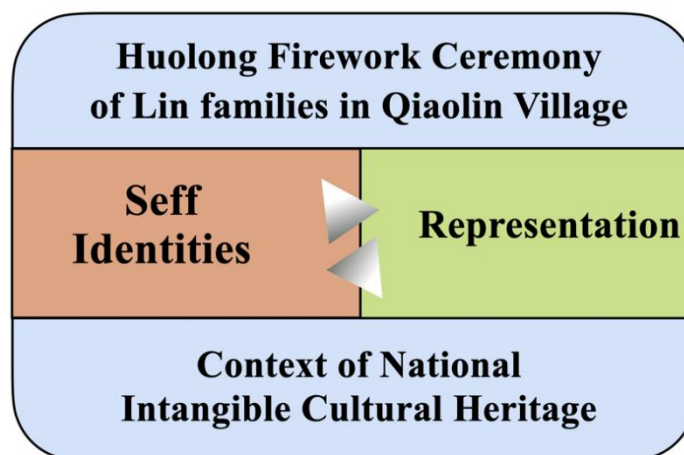 Huolong Firework Ceremony
of Lin families in Qiaolin Village
Seff
Identities
Representation
Context of National
Intangible Cultural Heritage